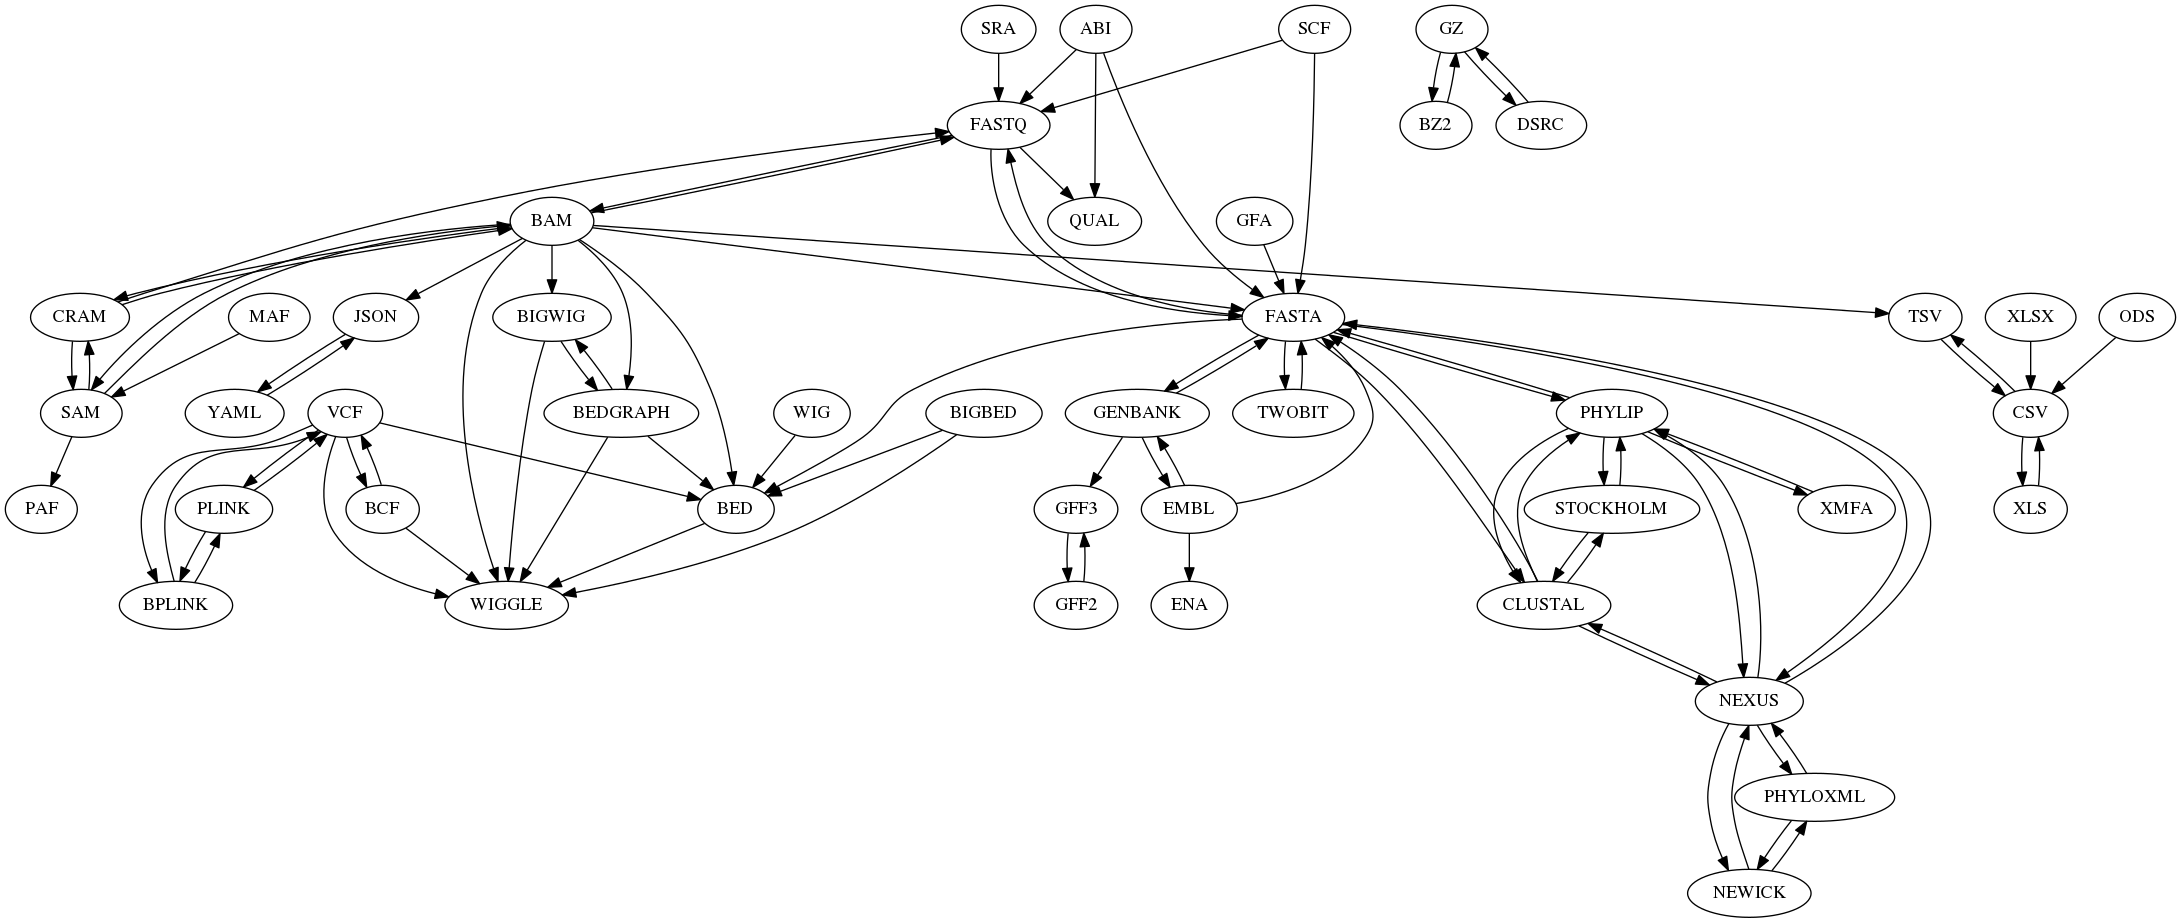 SRA
ABI
SCF
GZ
FASTQ
BZ2
DSRC
BAM
QUAL
GFA
CRAM
MAF
JSON
BIGWIG
FASTA
TSV
XLSX
ODS
SAM
YAML
VCF
BEDGRAPH
WIG
BIGBED
GENBANK
TWOBIT
PHYLIP
CSV
PAF
PLINK
BCF
BED
GFF3
EMBL
STOCKHOLM
XMFA
XLS
BPLINK
WIGGLE
GFF2
ENA
CLUSTAL
NEXUS
PHYLOXML
NEWICK